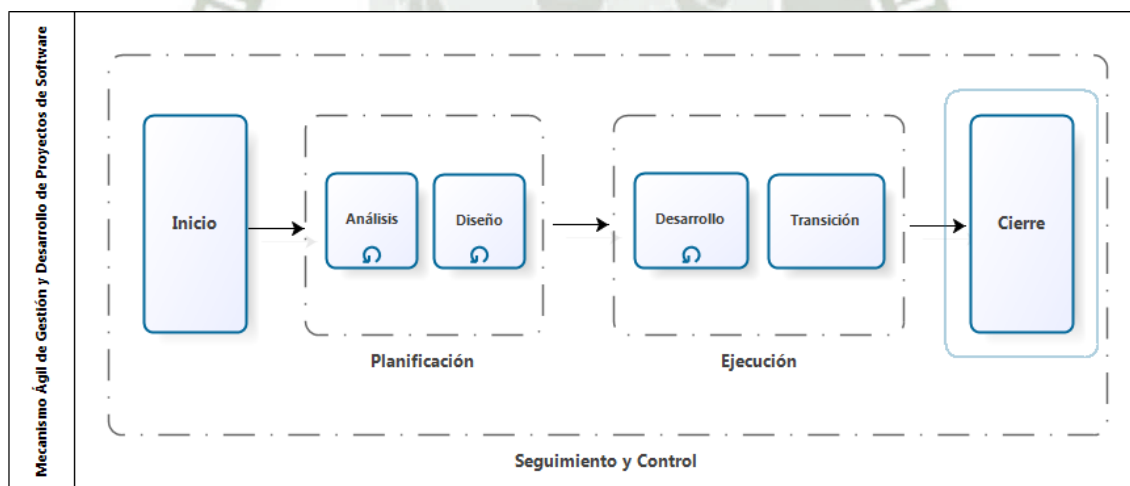 Mecanismo Ágil de Gestión y Desarrollo de Proyectos de Software
Inicio
Análisis
Diseño
Planificación
Desarrollo
Transición
Ejecución
Cierre
Seguimiento y Control